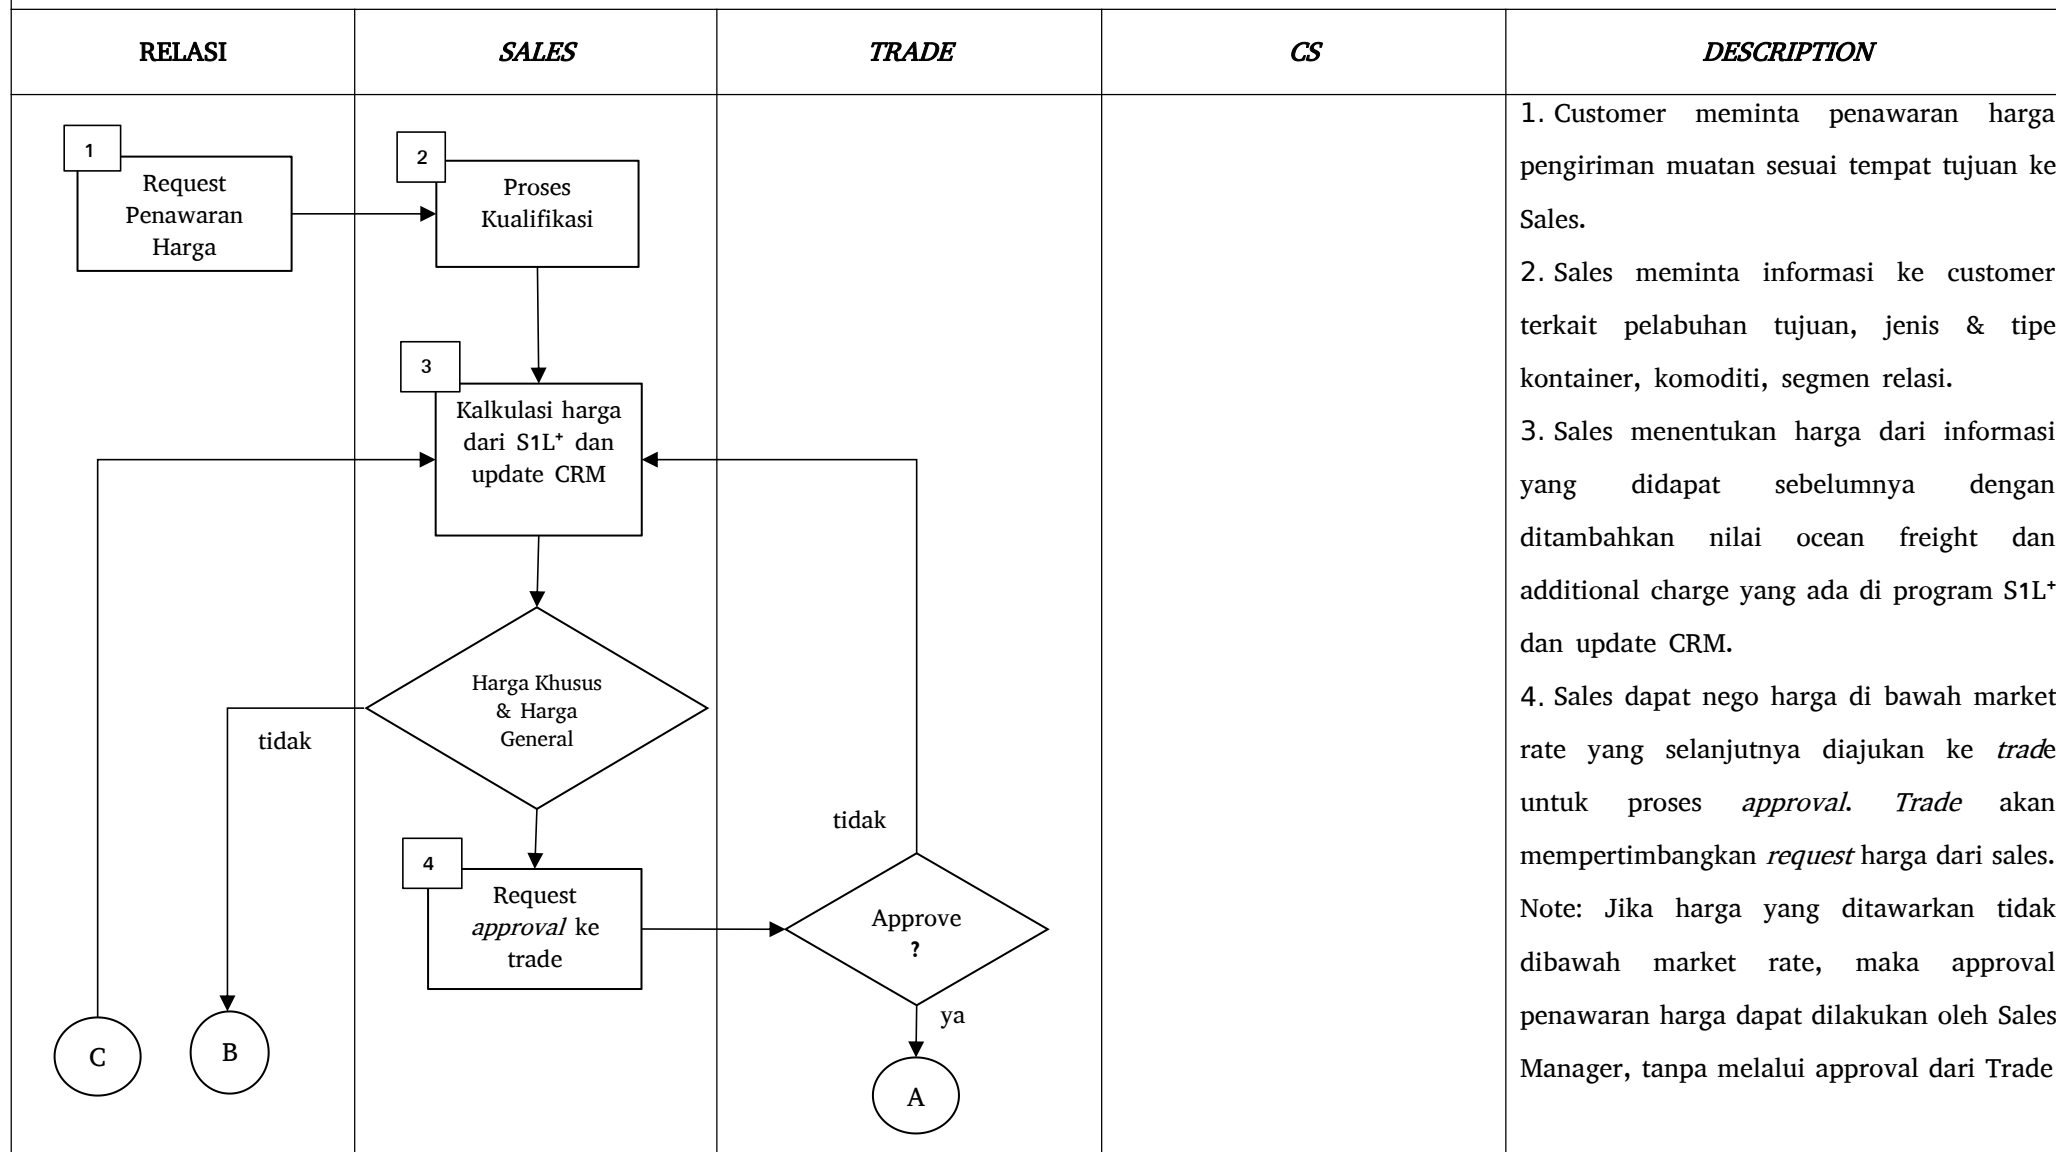 RELASI
SALES
TRADE
CS
DESCRIPTION
1
Request
Penawaran
Harga
2
Proses
Kualifikasi
3
Kalkulasi harga
dari S1L⁺ dan
update CRM
Harga Khusus
& Harga
General
tidak
4
Request
approval ke
trade
tidak
Approve
?
ya
C
B
A
1. Customer meminta penawaran harga
pengiriman muatan sesuai tempat tujuan ke
Sales.
2. Sales meminta informasi ke customer
terkait pelabuhan tujuan, jenis & tipe
kontainer, komoditi, segmen relasi.
3. Sales menentukan harga dari informasi
yang didapat sebelumnya dengan
ditambahkan nilai ocean freight dan
additional charge yang ada di program S1L⁺
dan update CRM.
4. Sales dapat nego harga di bawah market
rate yang selanjutnya diajukan ke trade
untuk proses approval. Trade akan
mempertimbangkan request harga dari sales.
Note: Jika harga yang ditawarkan tidak
dibawah market rate, maka approval
penawaran harga dapat dilakukan oleh Sales
Manager, tanpa melalui approval dari Trade